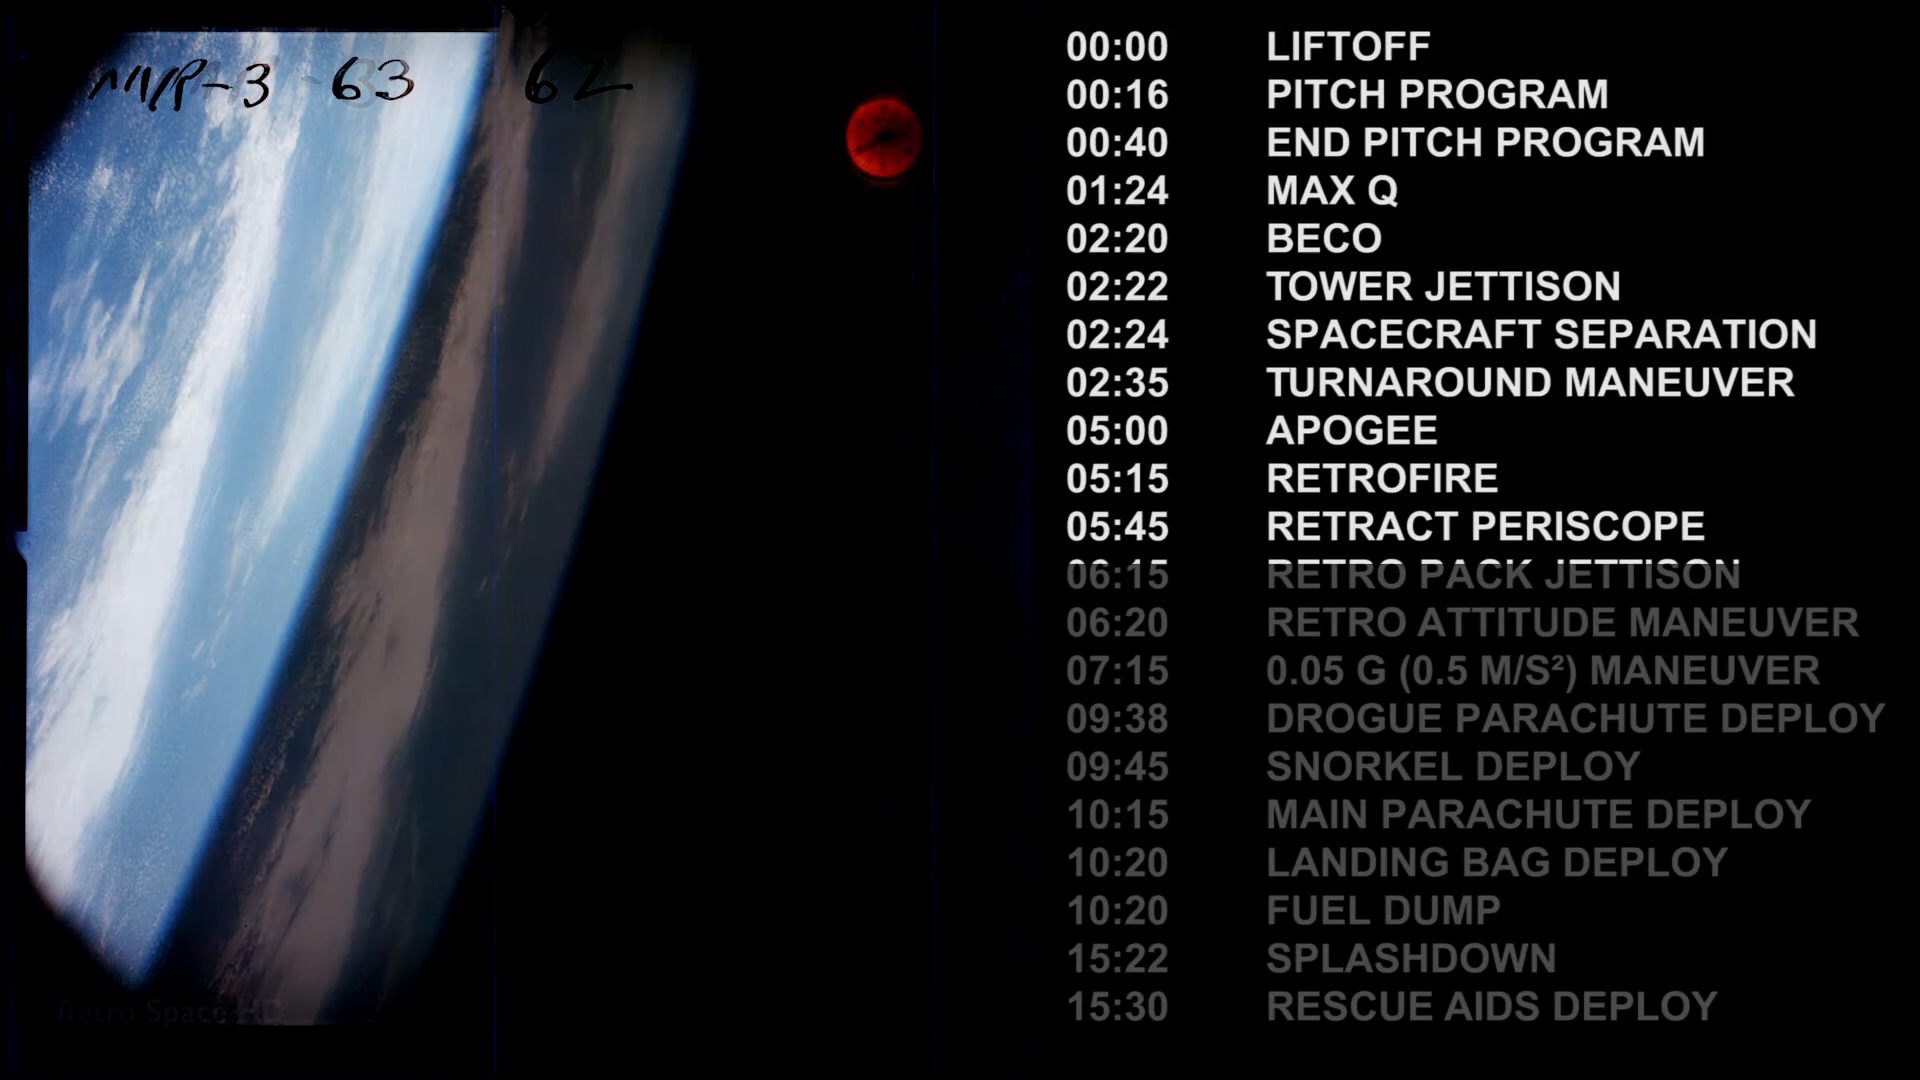 MR-3 -63 62
00:00 LIFTOFF
00:16 PITCH PROGRAM
00:40 END PITCH PROGRAM
01:24 MAX Q
02:20 BECO
02:22 TOWER JETTISON
02:24 SPACECRAFT SEPARATION
02:35 TURNAROUND MANEUVER
05:00 APOGEE
05:15 RETROFIRE
05:45 RETRACT PERISCOPE
06:15 RETRO PACK JETTISON
06:20 RETRO ATTITUDE MANEUVER
07:15 0.05 G (0.5 M/S²) MANEUVER
09:38 DROGUE PARACHUTE DEPLOY
09:45 SNORKEL DEPLOY
10:15 MAIN PARACHUTE DEPLOY
10:20 LANDING BAG DEPLOY
10:20 FUEL DUMP
15:22 SPLASHDOWN
15:30 RESCUE AIDS DEPLOY
Retro Space HD